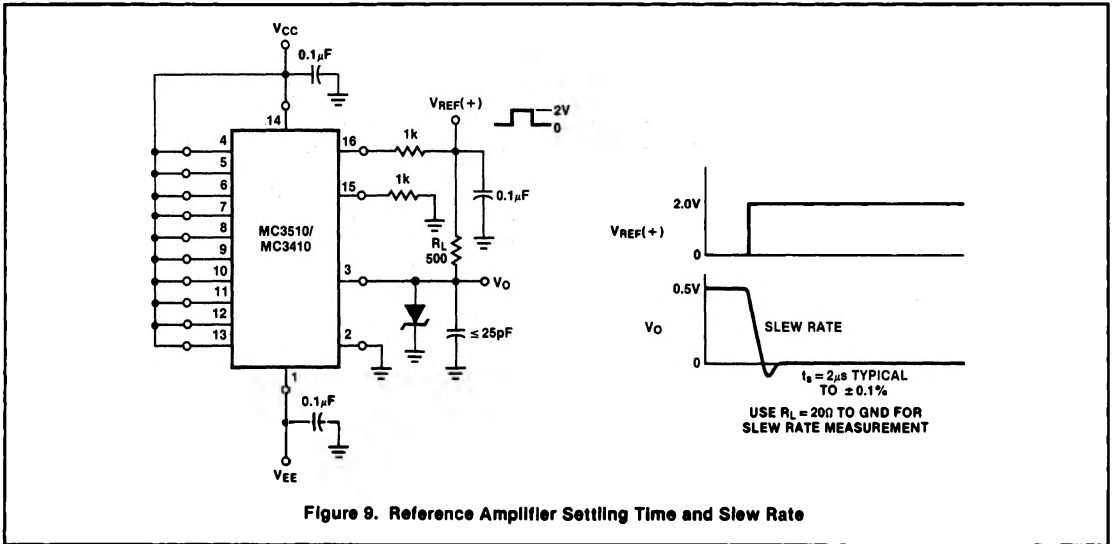 VCC
0.1μF
VREF(+)
2V
0
14
4
5
6
7
8
9
10
11
12
13
MC3510/
MC3410
16
1k
15
1k
0.1μF
RL
500
3
VO
≤25pF
2
1
0.1μF
VEE
2.0V
VREF(+)
0
0.5V
VO
SLEW RATE
0
ts = 2μs TYPICAL
TO ±0.1%
USE RL = 20Ω TO GND FOR
SLEW RATE MEASUREMENT
Figure 9. Reference Amplifier Settling Time and Slew Rate